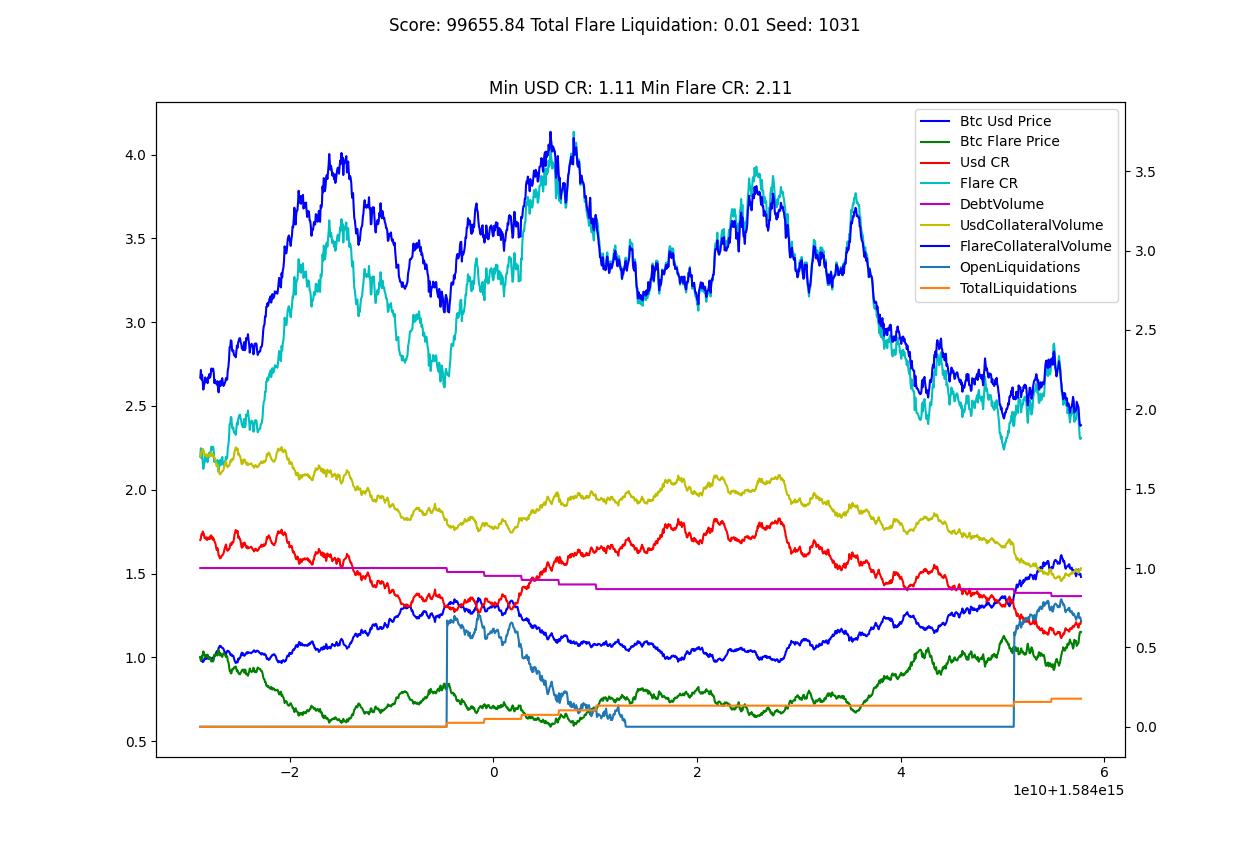 Score: 99655.84 Total Flare Liquidation: 0.01 Seed: 1031
Min USD CR: 1.11 Min Flare CR: 2.11
Btc Usd Price
Btc Flare Price
Usd CR
Flare CR
DebtVolume
UsdCollateralVolume
FlareCollateralVolume
OpenLiquidations
TotalLiquidations
4.0
3.5
3.0
2.5
2.0
1.5
1.0
0.5
3.5
3.0
2.5
2.0
1.5
1.0
0.5
0.0
−2 0 2 4 6
1e10+1.584e15